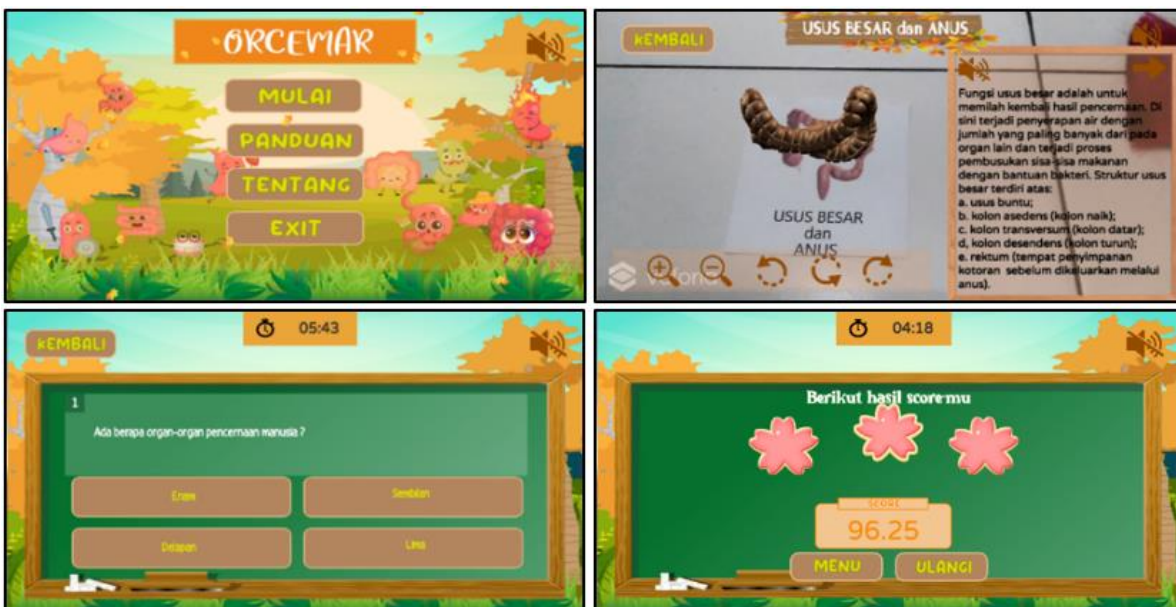 ORCEMAR
MULAI
PANDUAN
TENTANG
EXIT
KEMBALI
USUS BESAR dan ANUS
Fungsi usus besar adalah untuk
memilah kembali hasil pencernaan. Di
sini terjadi penyerapan air dengan
jumlah yang paling banyak dari pada
organ lain dan terjadi proses
pembusukan sisa-sisa makanan
dengan bantuan bakteri. Struktur usus
besar terdiri atas:
a. usus buntu;
b. kolon asedens (kolon naik);
c. kolon transversum (kolon datar);
d, kolon desendens (kolon turun);
e. rektum (tempat penyimpanan
kotoran sebelum dikeluarkan melalui
anus).
USUS BESAR
dan
ANUS
KEMBALI
05:43
1
Ada berapa organ-organ pencernaan manusia ?
Enam
Sembilan
Delapan
Lima
04:18
Berikut hasil score-mu
SCORE
96.25
MENU
ULANGI